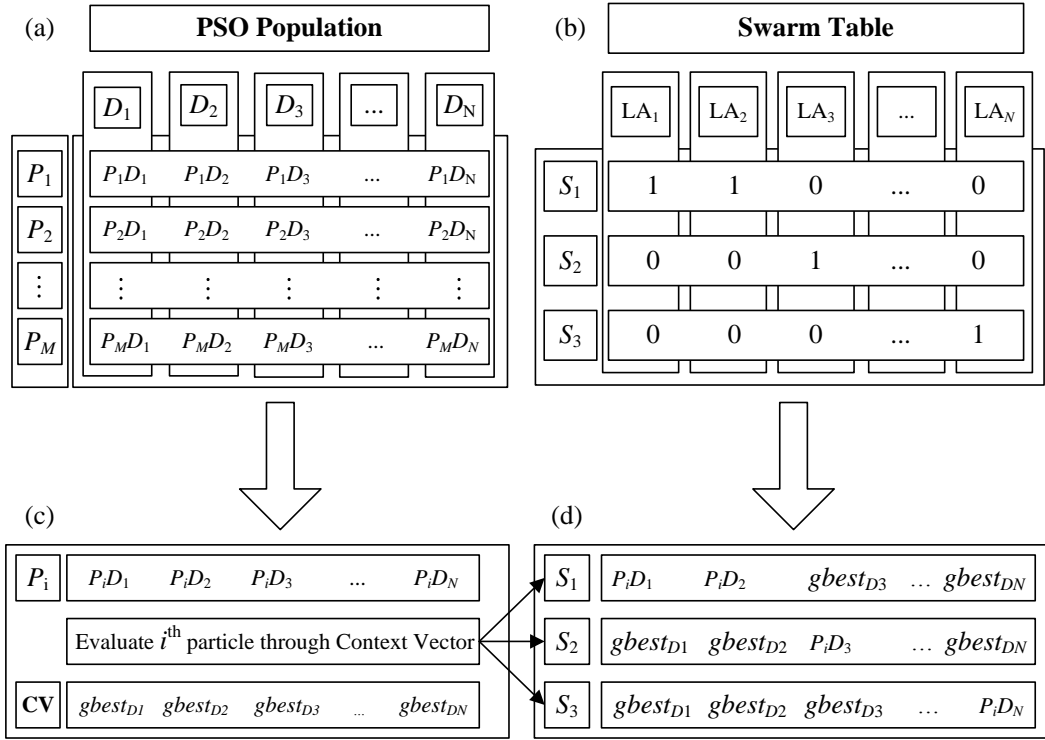 (a) PSO Population
D1 D2 D3 ... DN
P1 P1D1 P1D2 P1D3 ... P1DN
P2 P2D1 P2D2 P2D3 ... P2DN
⋮ ⋮ ⋮ ⋮ ⋮ ⋮
PM PMD1 PMD2 PMD3 ... PMDN
(b) Swarm Table
LA1 LA2 LA3 ... LAN
S1 1 1 0 ... 0
S2 0 0 1 ... 0
S3 0 0 0 ... 1
(c)
Pi PiD1 PiD2 PiD3 ... PiDN
Evaluate ith particle through Context Vector
CV gbestD1 gbestD2 gbestD3 ... gbestDN
(d)
S1 PiD1 PiD2 gbestD3 … gbestDN
S2 gbestD1 gbestD2 PiD3 … gbestDN
S3 gbestD1 gbestD2 gbestD3 … PiDN